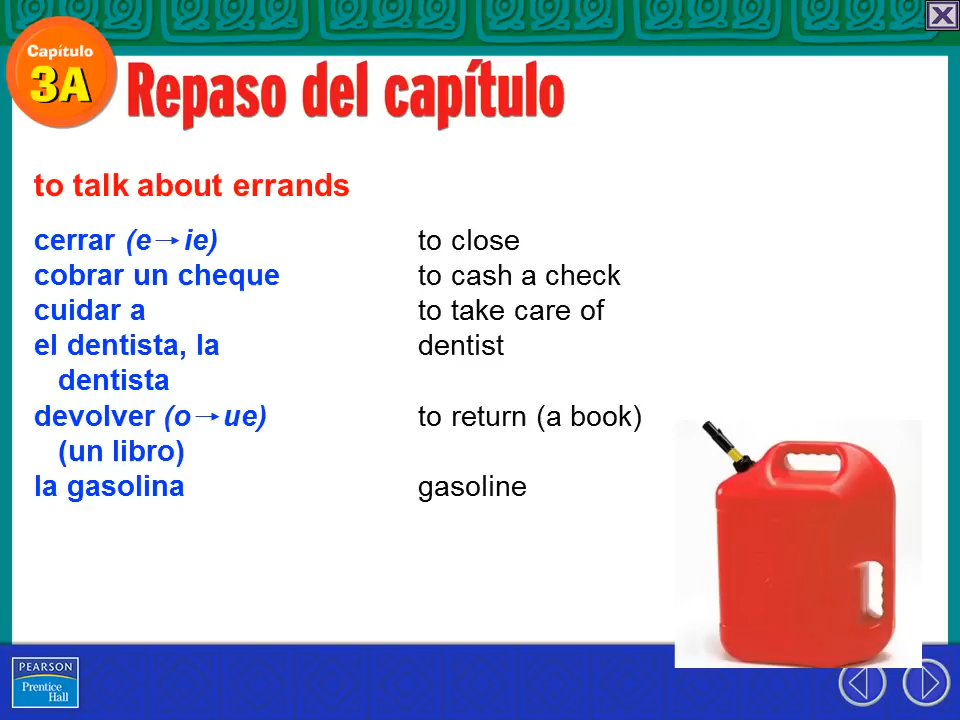 Capítulo
3A
Repaso del capítulo
to talk about errands
cerrar (e→ie) to close
cobrar un cheque to cash a check
cuidar a to take care of
el dentista, la dentist
dentista
devolver (o→ue) to return (a book)
(un libro)
la gasolina gasoline
PEARSON
Prentice
Hall